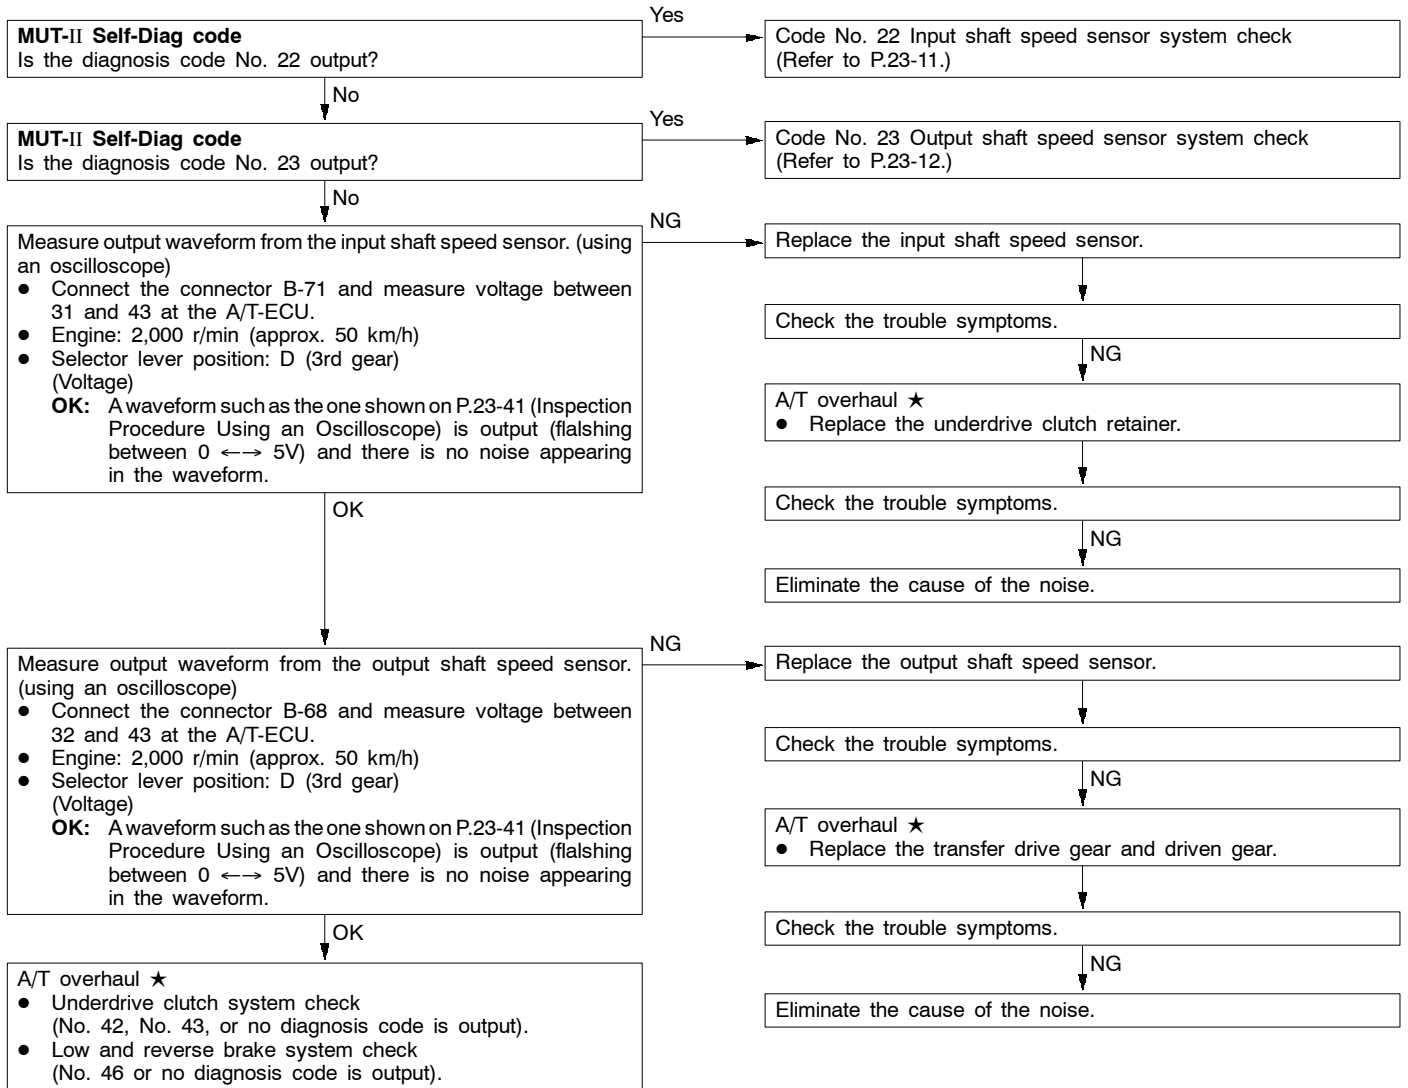 MUT-II Self-Diag code
Is the diagnosis code No. 22 output?
Yes
Code No. 22 Input shaft speed sensor system check
(Refer to P.23-11.)
No
MUT-II Self-Diag code
Is the diagnosis code No. 23 output?
Yes
Code No. 23 Output shaft speed sensor system check
(Refer to P.23-12.)
No
Measure output waveform from the input shaft speed sensor. (using
an oscilloscope)
● Connect the connector B-71 and measure voltage between
31 and 43 at the A/T-ECU.
● Engine: 2,000 r/min (approx. 50 km/h)
● Selector lever position: D (3rd gear)
(Voltage)
OK: A waveform such as the one shown on P.23-41 (Inspection
Procedure Using an Oscilloscope) is output (flalshing
between 0 ←→ 5V) and there is no noise appearing
in the waveform.
NG
Replace the input shaft speed sensor.
Check the trouble symptoms.
NG
A/T overhaul ★
● Replace the underdrive clutch retainer.
Check the trouble symptoms.
NG
Eliminate the cause of the noise.
OK
Measure output waveform from the output shaft speed sensor.
(using an oscilloscope)
● Connect the connector B-68 and measure voltage between
32 and 43 at the A/T-ECU.
● Engine: 2,000 r/min (approx. 50 km/h)
● Selector lever position: D (3rd gear)
(Voltage)
OK: A waveform such as the one shown on P.23-41 (Inspection
Procedure Using an Oscilloscope) is output (flalshing
between 0 ←→ 5V) and there is no noise appearing
in the waveform.
NG
Replace the output shaft speed sensor.
Check the trouble symptoms.
NG
A/T overhaul ★
● Replace the transfer drive gear and driven gear.
Check the trouble symptoms.
NG
Eliminate the cause of the noise.
OK
A/T overhaul ★
● Underdrive clutch system check
(No. 42, No. 43, or no diagnosis code is output).
● Low and reverse brake system check
(No. 46 or no diagnosis code is output).